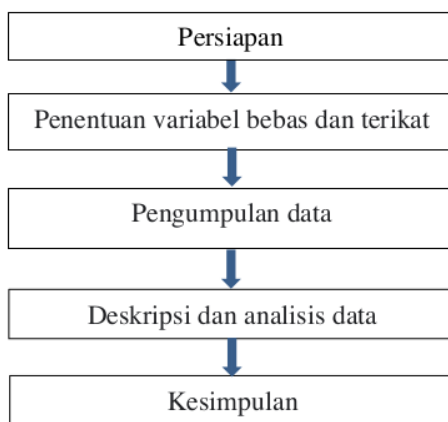 Persiapan
Penentuan variabel bebas dan terikat
Pengumpulan data
Deskripsi dan analisis data
Kesimpulan